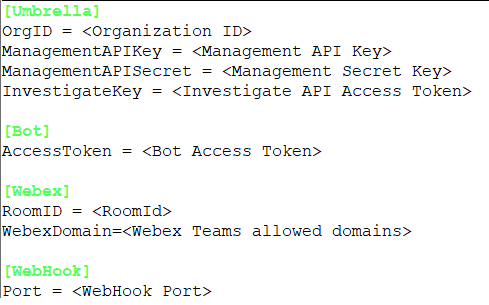 [Umbrella]
OrgID = <Organization ID>
ManagementAPIKey = <Management API Key>
ManagementAPISecret = <Management Secret Key>
InvestigateKey = <Investigate API Access Token>
[Bot]
AccessToken = <Bot Access Token>
[Webex]
RoomID = <RoomId>
WebexDomain=<Webex Teams allowed domains>
[WebHook]
Port = <WebHook Port>